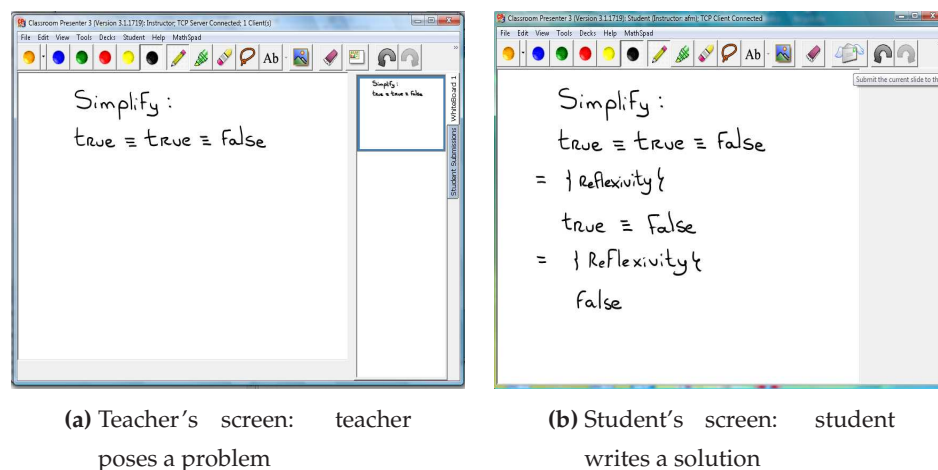 Classroom Presenter 3 (Version 3.1.1719): Instructor; TCP Server Connected; 1 Client(s)
File Edit View Tools Decks Student Help MathSpad
Ab
Simplify:
true ≡ true ≡ False
Simplify:
true ≡ true ≡ False
WhiteBoard 1
Student Submissions
(a) Teacher's screen: teacher
poses a problem
Classroom Presenter 3 (Version 3.1.1719): Student (Instructor: afm); TCP Client Connected
File Edit View Tools Decks Help MathSpad
Ab
Submit the current slide to th
Simplify:
true ≡ true ≡ False
= { Reflexivity {
true ≡ False
= { Reflexivity {
False
(b) Student's screen: student
writes a solution